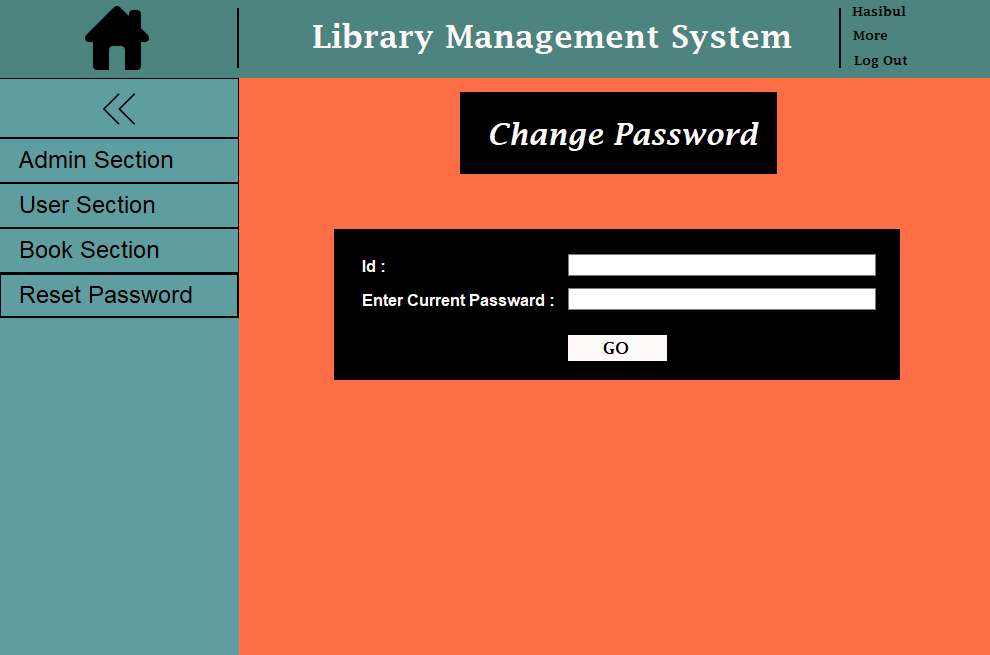 Library Management System
Hasibul
More
Log Out
Admin Section
User Section
Book Section
Reset Password
Change Password
Id :
Enter Current Passward :
GO